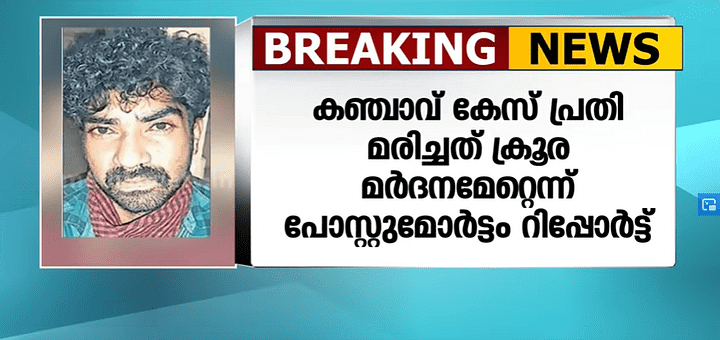 BREAKING NEWS
കഞ്ചാവ് കേസ് പ്രതി
മരിച്ചത് ക്രൂര
മർദനമേറ്റെന്ന്
പോസ്റ്റുമോർട്ടം റിപ്പോർട്ട്